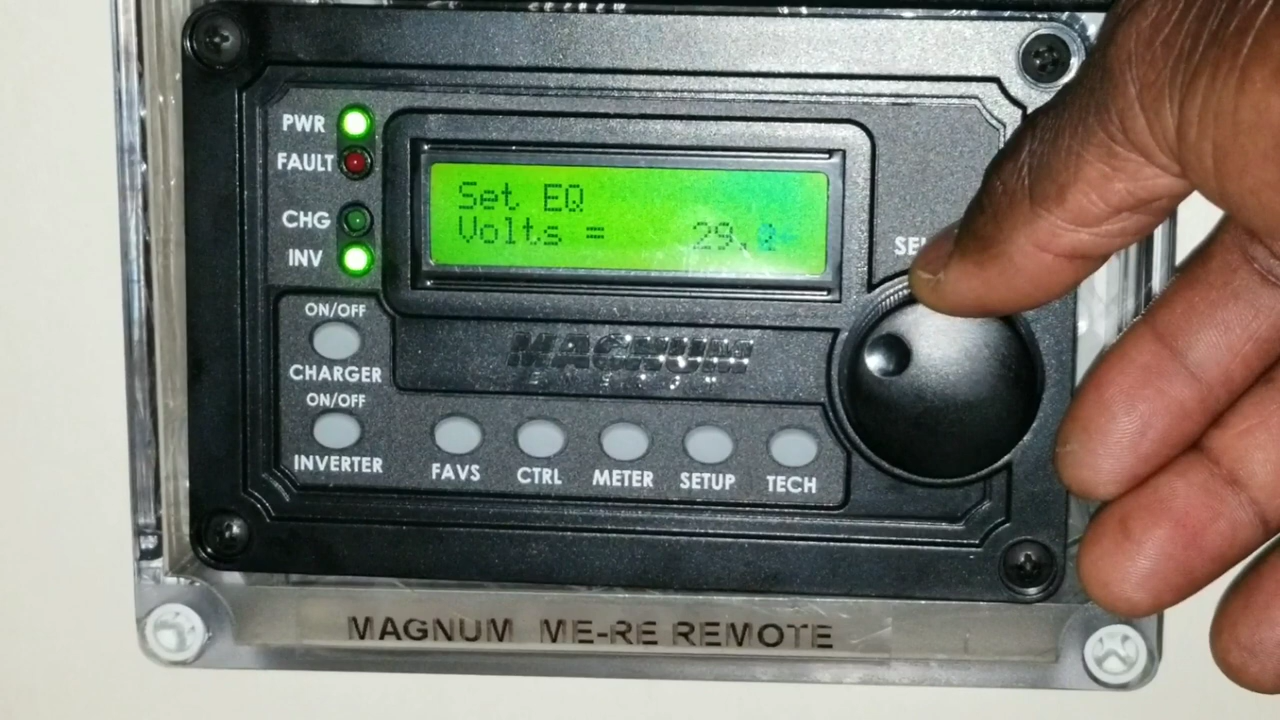 PWR
FAULT
CHG
INV
Set EQ
Volts =
ON/OFF
CHARGER
ON/OFF
INVERTER
MAGNUM
FAVS
CTRL
METER
SETUP
TECH
MAGNUM ME-RE REMOTE